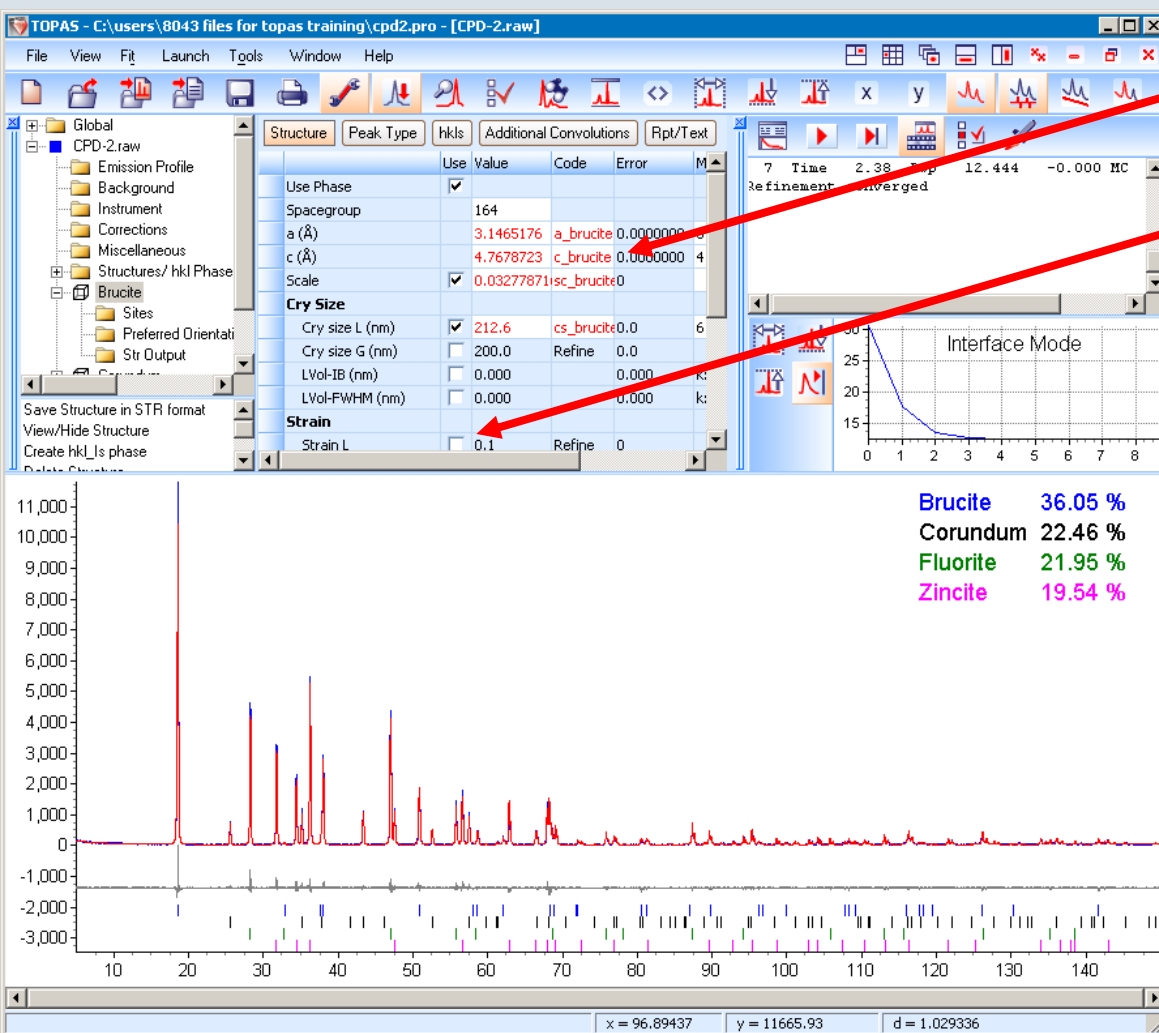 TOPAS - C:\users\8043 files for topas training\cpd2.pro - [CPD-2.raw]
File View Fit Launch Tools Window Help
x y
Global
CPD-2.raw
Emission Profile
Background
Instrument
Corrections
Miscellaneous
Structures/ hkl Phase
Brucite
Sites
Preferred Orientati
Str Output
Save Structure in STR format
View/Hide Structure
Create hkl_Is phase
Structure Peak Type hkls Additional Convolutions Rpt/Text
Use Value Code Error M
Use Phase
Spacegroup 164
a (Å) 3.1465176 a_brucite 0.0000000
c (Å) 4.7678723 c_brucite 0.0000000 4
Scale 0.03277871 sc_brucite 0
Cry Size
Cry size L (nm) 212.6 cs_brucite 0.0 6
Cry size G (nm) 200.0 Refine 0.0
LVol-IB (nm) 0.000 0.000 k:
LVol-FWHM (nm) 0.000 0.000 k:
Strain
Strain L 0.1 Refine 0
7 Time 2.38 12.444 -0.000 MC
Refinement converged
Interface Mode
30
25
20
15
0 1 2 3 4 5 6 7 8
Brucite 36.05 %
Corundum 22.46 %
Fluorite 21.95 %
Zincite 19.54 %
11,000
10,000
9,000
8,000
7,000
6,000
5,000
4,000
3,000
2,000
1,000
0
-1,000
-2,000
-3,000
10 20 30 40 50 60 70 80 90 100 110 120 130 140
x = 96.89437 y = 11665.93 d = 1.029336